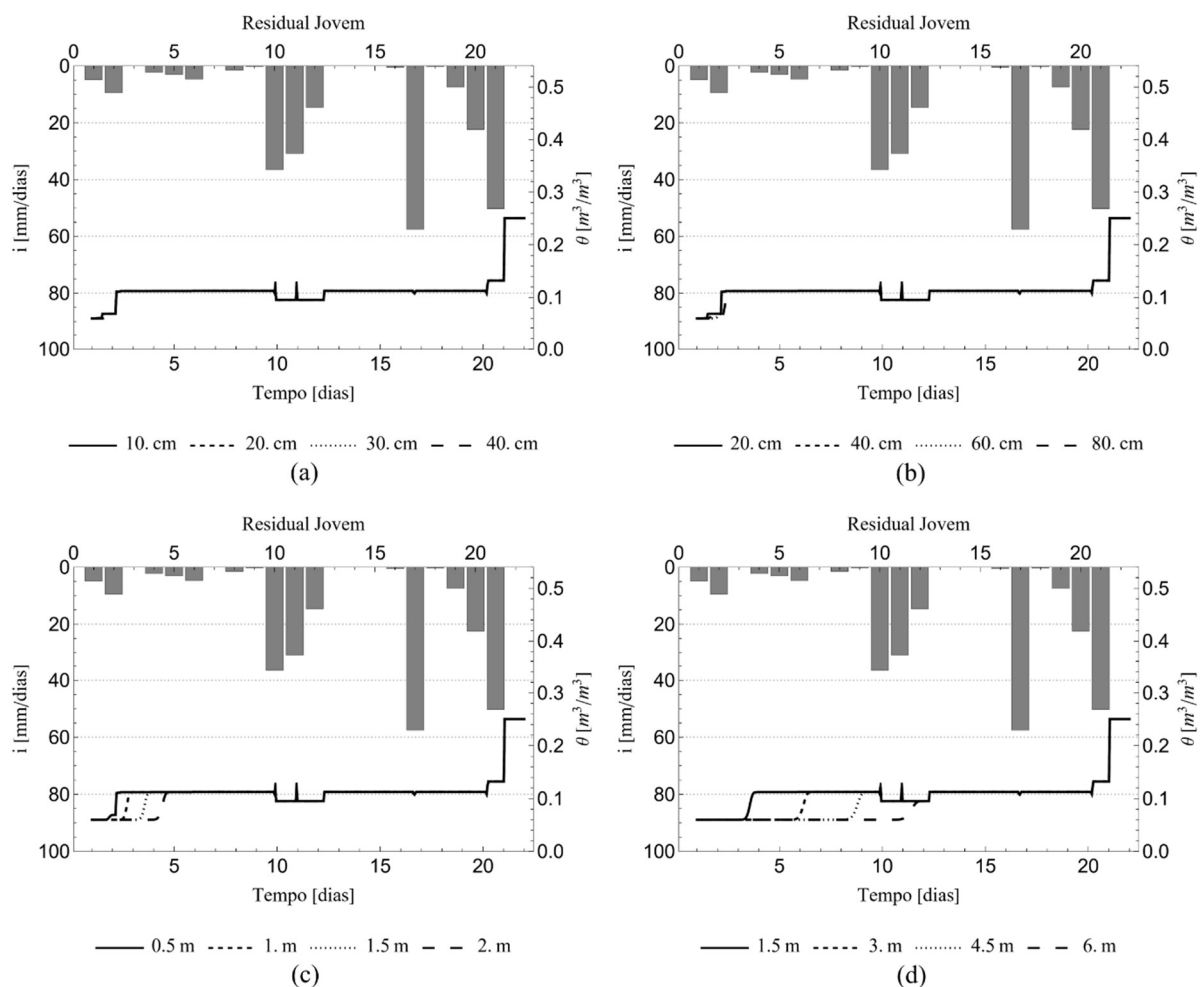 Residual Jovem
0 5 10 15 20
0
20
40
60
80
100
i [mm/dias]
0.5
0.4
0.3
0.2
0.1
0.0
θ [m³/m³]
5 10 15 20
Tempo [dias]
10. cm 20. cm 30. cm 40. cm
(a)
Residual Jovem
0 5 10 15 20
0
20
40
60
80
100
i [mm/dias]
0.5
0.4
0.3
0.2
0.1
0.0
θ [m³/m³]
5 10 15 20
Tempo [dias]
20. cm 40. cm 60. cm 80. cm
(b)
Residual Jovem
0 5 10 15 20
0
20
40
60
80
100
i [mm/dias]
0.5
0.4
0.3
0.2
0.1
0.0
θ [m³/m³]
5 10 15 20
Tempo [dias]
0.5 m 1. m 1.5 m 2. m
(c)
Residual Jovem
0 5 10 15 20
0
20
40
60
80
100
i [mm/dias]
0.5
0.4
0.3
0.2
0.1
0.0
θ [m³/m³]
5 10 15 20
Tempo [dias]
1.5 m 3. m 4.5 m 6. m
(d)